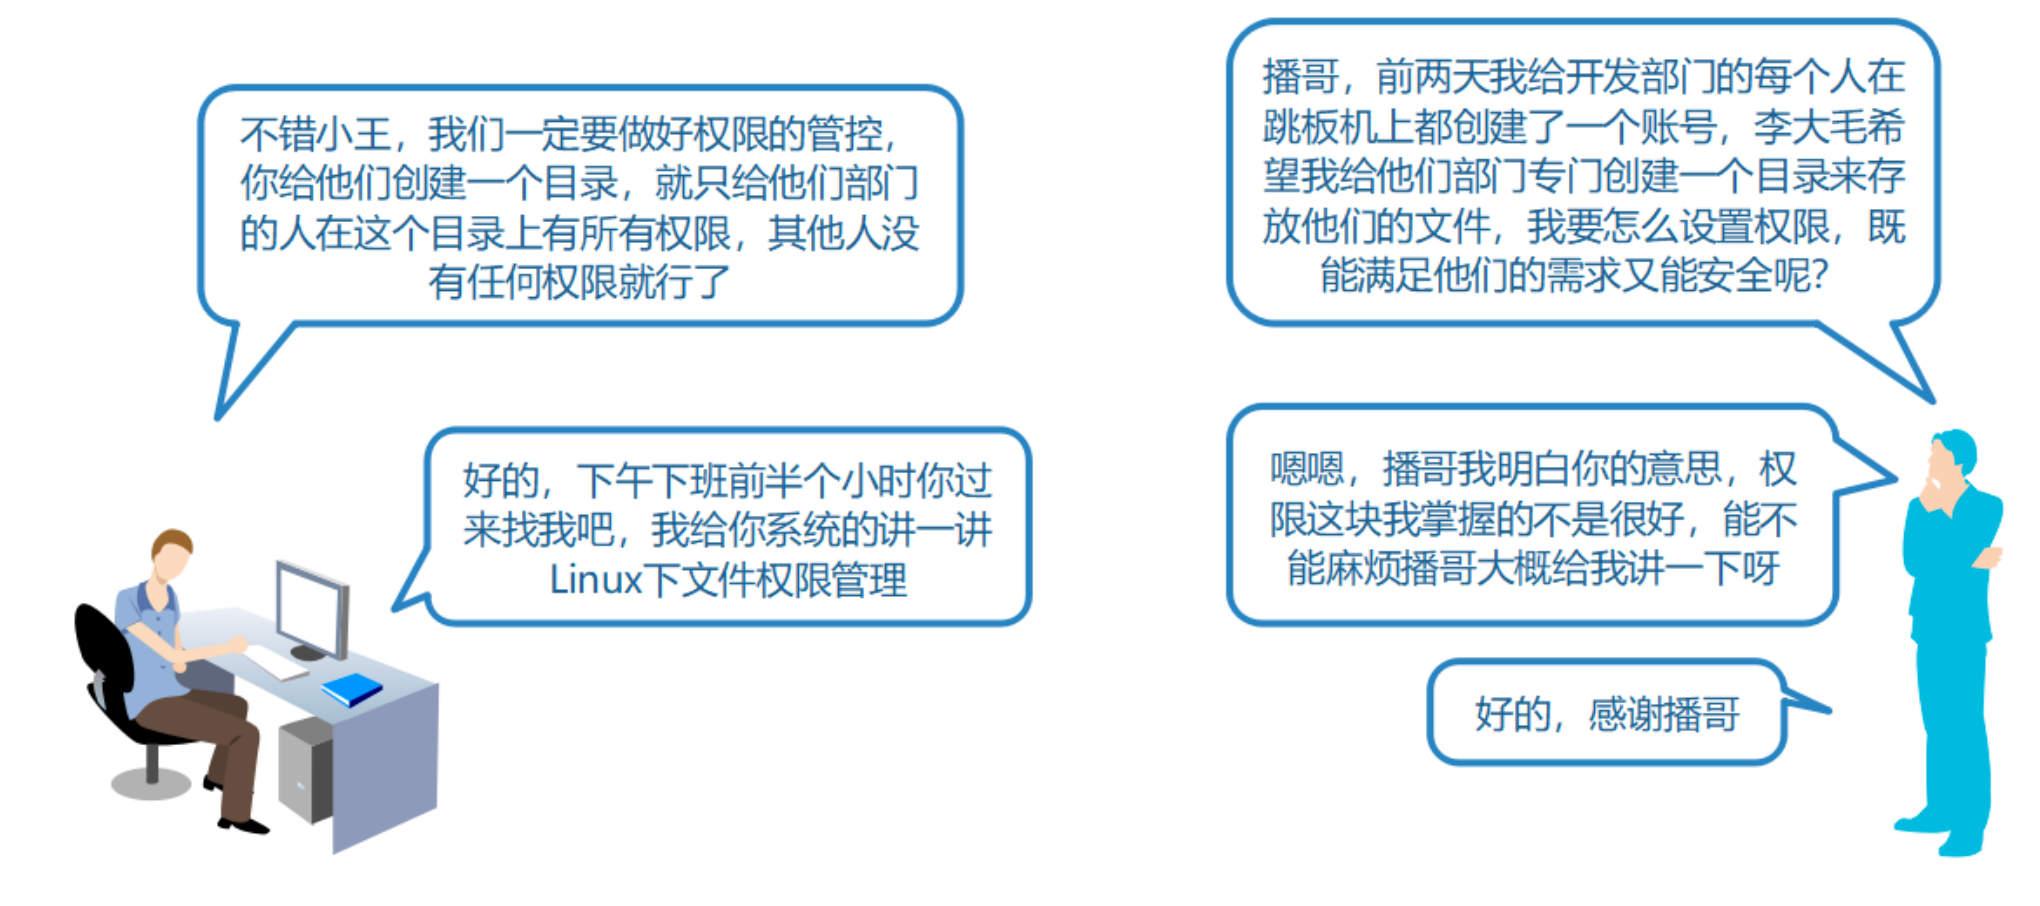 播哥，前两天我给开发部门的每个人在
跳板机上都创建了一个账号，李大毛希
望我给他们部门专门创建一个目录来存
放他们的文件，我要怎么设置权限，既
能满足他们的需求又能安全呢？
不错小王，我们一定要做好权限的管控，
你给他们创建一个目录，就只给他们部门
的人在这个目录上有所有权限，其他人没
有任何权限就行了
嗯嗯，播哥我明白你的意思，权
限这块我掌握的不是很好，能不
能麻烦播哥大概给我讲一下呀
好的，下午下班前半个小时你过
来找我吧，我给你系统的讲一讲
Linux下文件权限管理
好的，感谢播哥